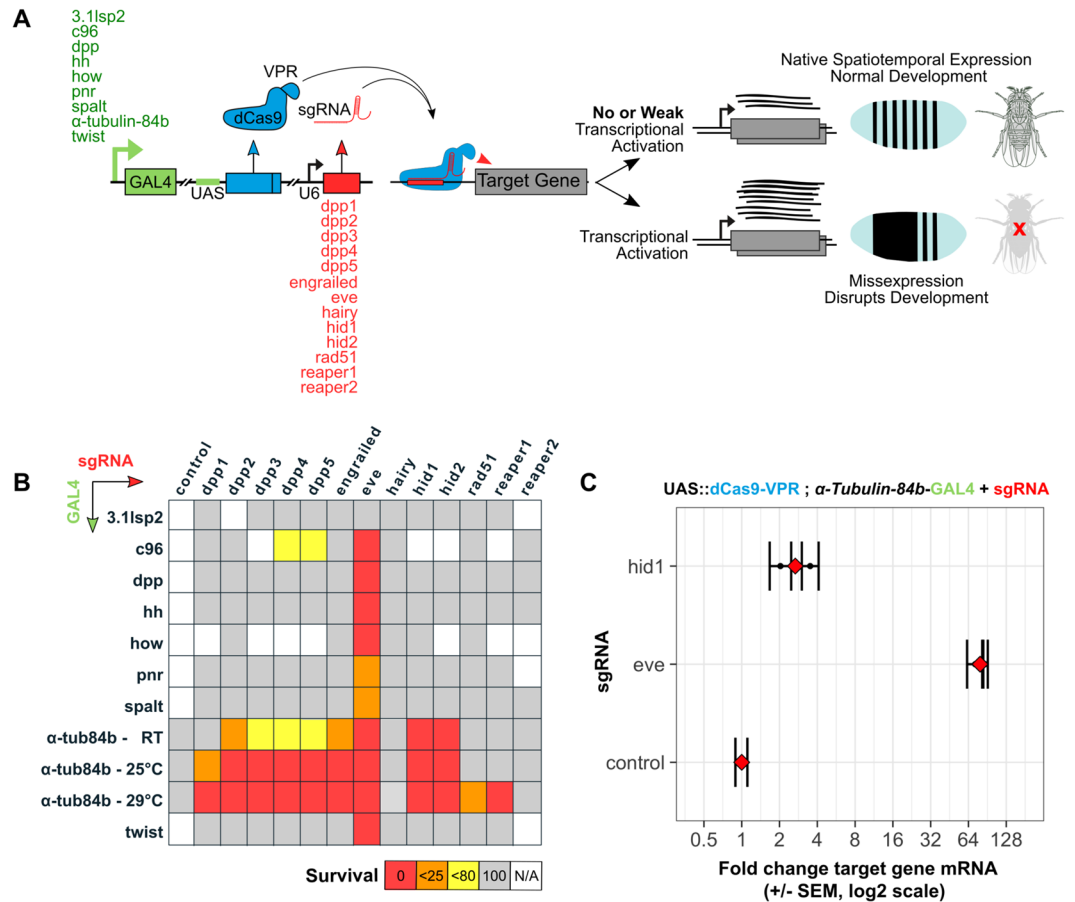 A
3.1lsp2
c96
dpp
hh
how
pnr
spalt
α-tubulin-84b
twist
VPR
sgRNA
dCas9
GAL4
UAS
U6
dpp1
dpp2
dpp3
dpp4
dpp5
engrailed
eve
hairy
hid1
hid2
rad51
reaper1
reaper2
Target Gene
No or Weak
Transcriptional
Activation
Transcriptional
Activation
Native Spatiotemporal Expression
Normal Development
X
Missexpression
Disrupts Development
B
sgRNA
GAL4
control
dpp1
dpp2
dpp3
dpp4
dpp5
engrailed
eve
hairy
hid1
hid2
rad51
reaper1
reaper2
3.1lsp2
c96
dpp
hh
how
pnr
spalt
α-tub84b - RT
α-tub84b - 25°C
α-tub84b - 29°C
twist
Survival 0 <25 <80 100 N/A
C
UAS::dCas9-VPR ; α-Tubulin-84b-GAL4 + sgRNA
sgRNA
hid1
eve
control
0.5 1 2 4 8 16 32 64 128
Fold change target gene mRNA
(+/- SEM, log2 scale)